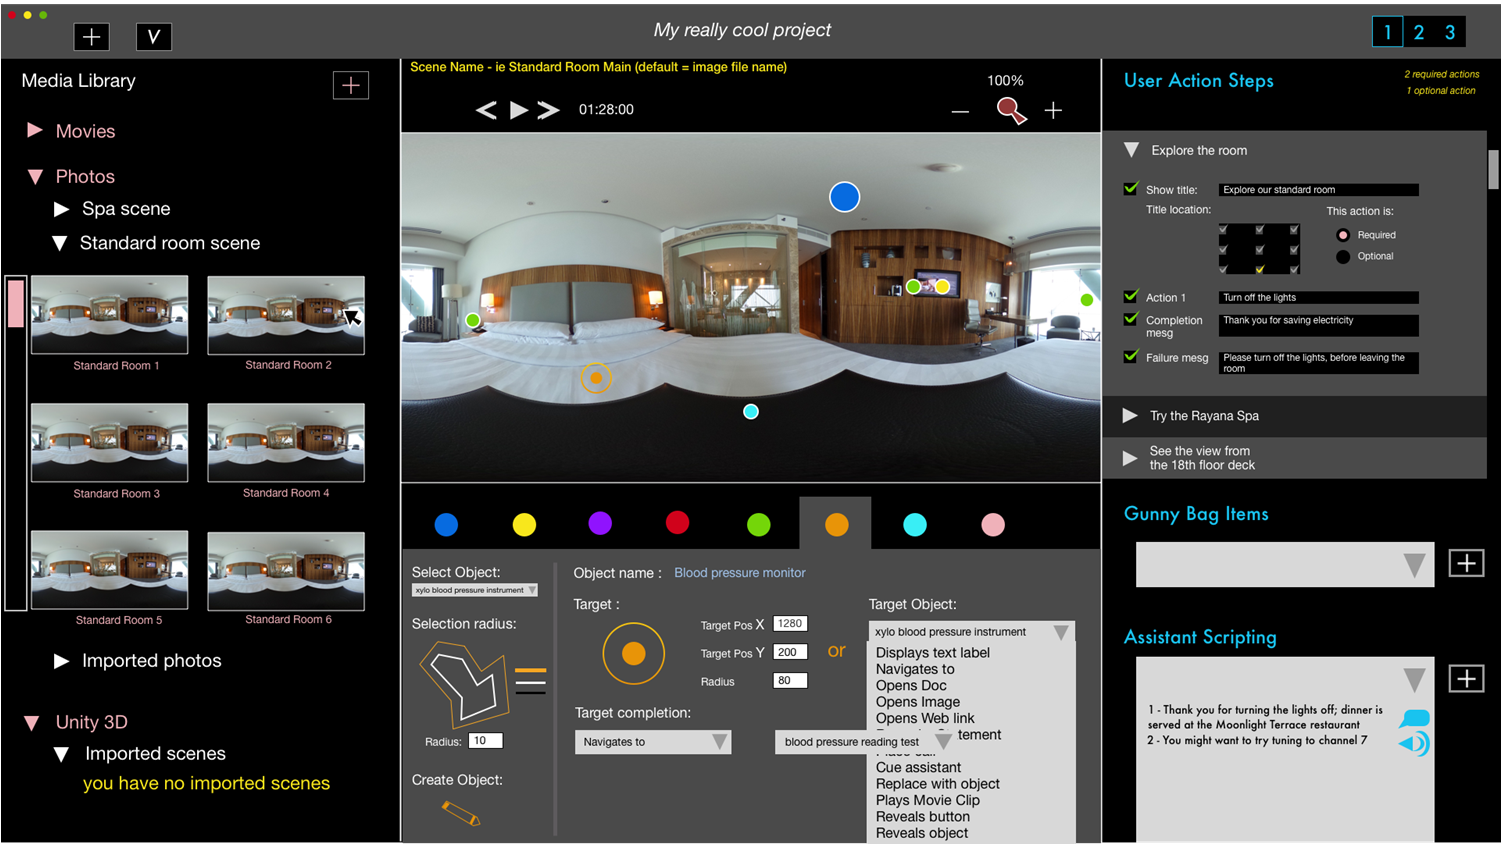 My really cool project
V
1 2 3
Media Library
Movies
Photos
Spa scene
Standard room scene
Standard Room 1
Standard Room 2
Standard Room 3
Standard Room 4
Standard Room 5
Standard Room 6
Imported photos
Unity 3D
Imported scenes
you have no imported scenes
Scene Name - ie Standard Room Main (default = image file name)
01:28:00
100%
Select Object:
xylo blood pressure instrument
Selection radius:
Radius: 10
Create Object:
Object name : Blood pressure monitor
Target :
Target Pos X 1280
Target Pos Y 200
Radius 80
or
Target completion:
Navigates to
blood pressure reading test
Target Object:
xylo blood pressure instrument
Displays text label
Navigates to
Opens Doc
Opens Image
Opens Web link
tement
Cue assistant
Replace with object
Plays Movie Clip
Reveals button
Reveals object
User Action Steps
2 required actions
1 optional action
Explore the room
Show title: Explore our standard room
Title location:
This action is:
Required
Optional
Action 1 Turn off the lights
Completion mesg
Thank you for saving electricity
Failure mesg
Please turn off the lights, before leaving the
room
Try the Rayana Spa
See the view from
the 18th floor deck
Gunny Bag Items
Assistant Scripting
1 - Thank you for turning the lights off; dinner is
served at the Moonlight Terrace restaurant
2 - You might want to try tuning to channel 7